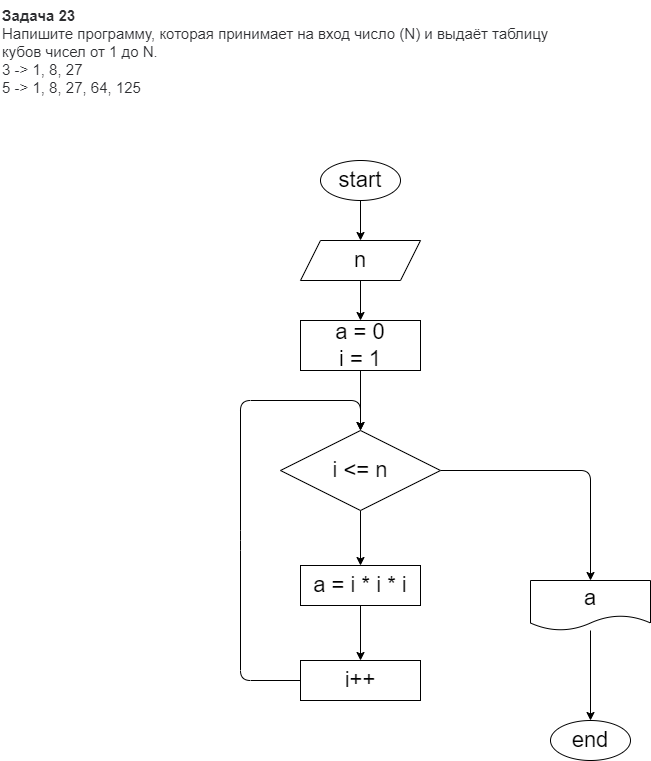 Задача 23
Напишите программу, которая принимает на вход число (N) и выдаёт таблицу
кубов чисел от 1 до N.
3 -> 1, 8, 27
5 -> 1, 8, 27, 64, 125
start
n
a = 0
i = 1
i <= n
a = i * i * i
i++
a
end